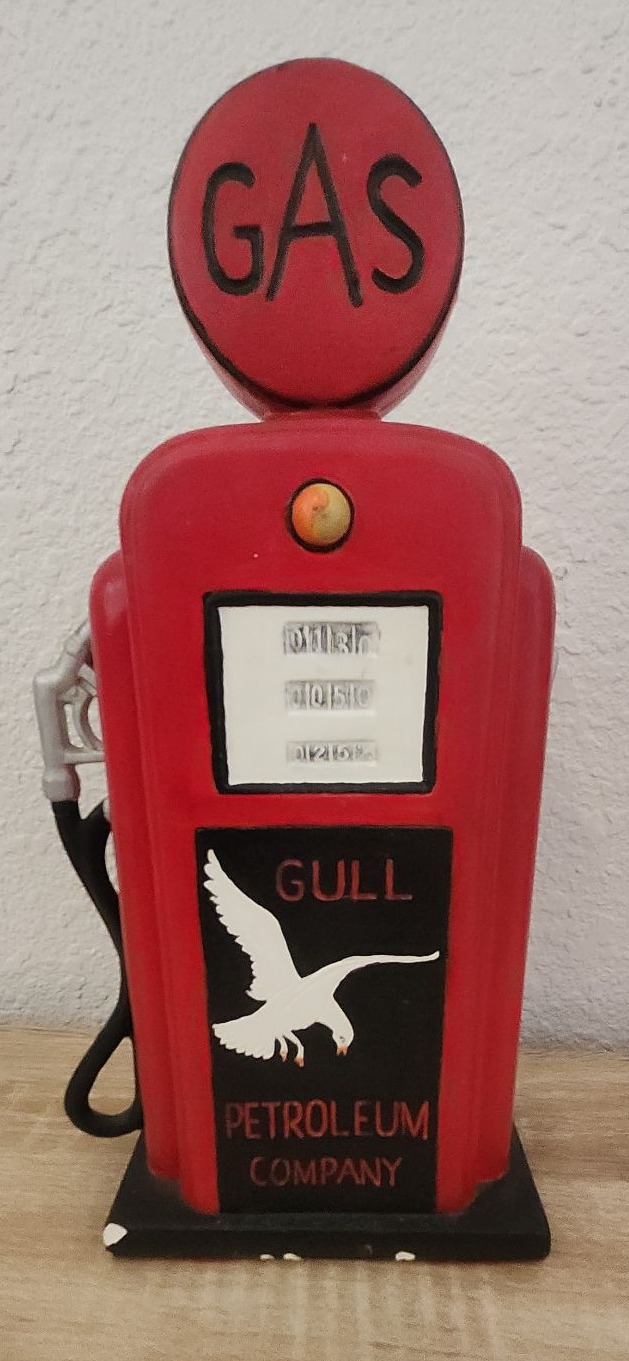 GAS
0130
0050
GULL
PETROLEUM
COMPANY